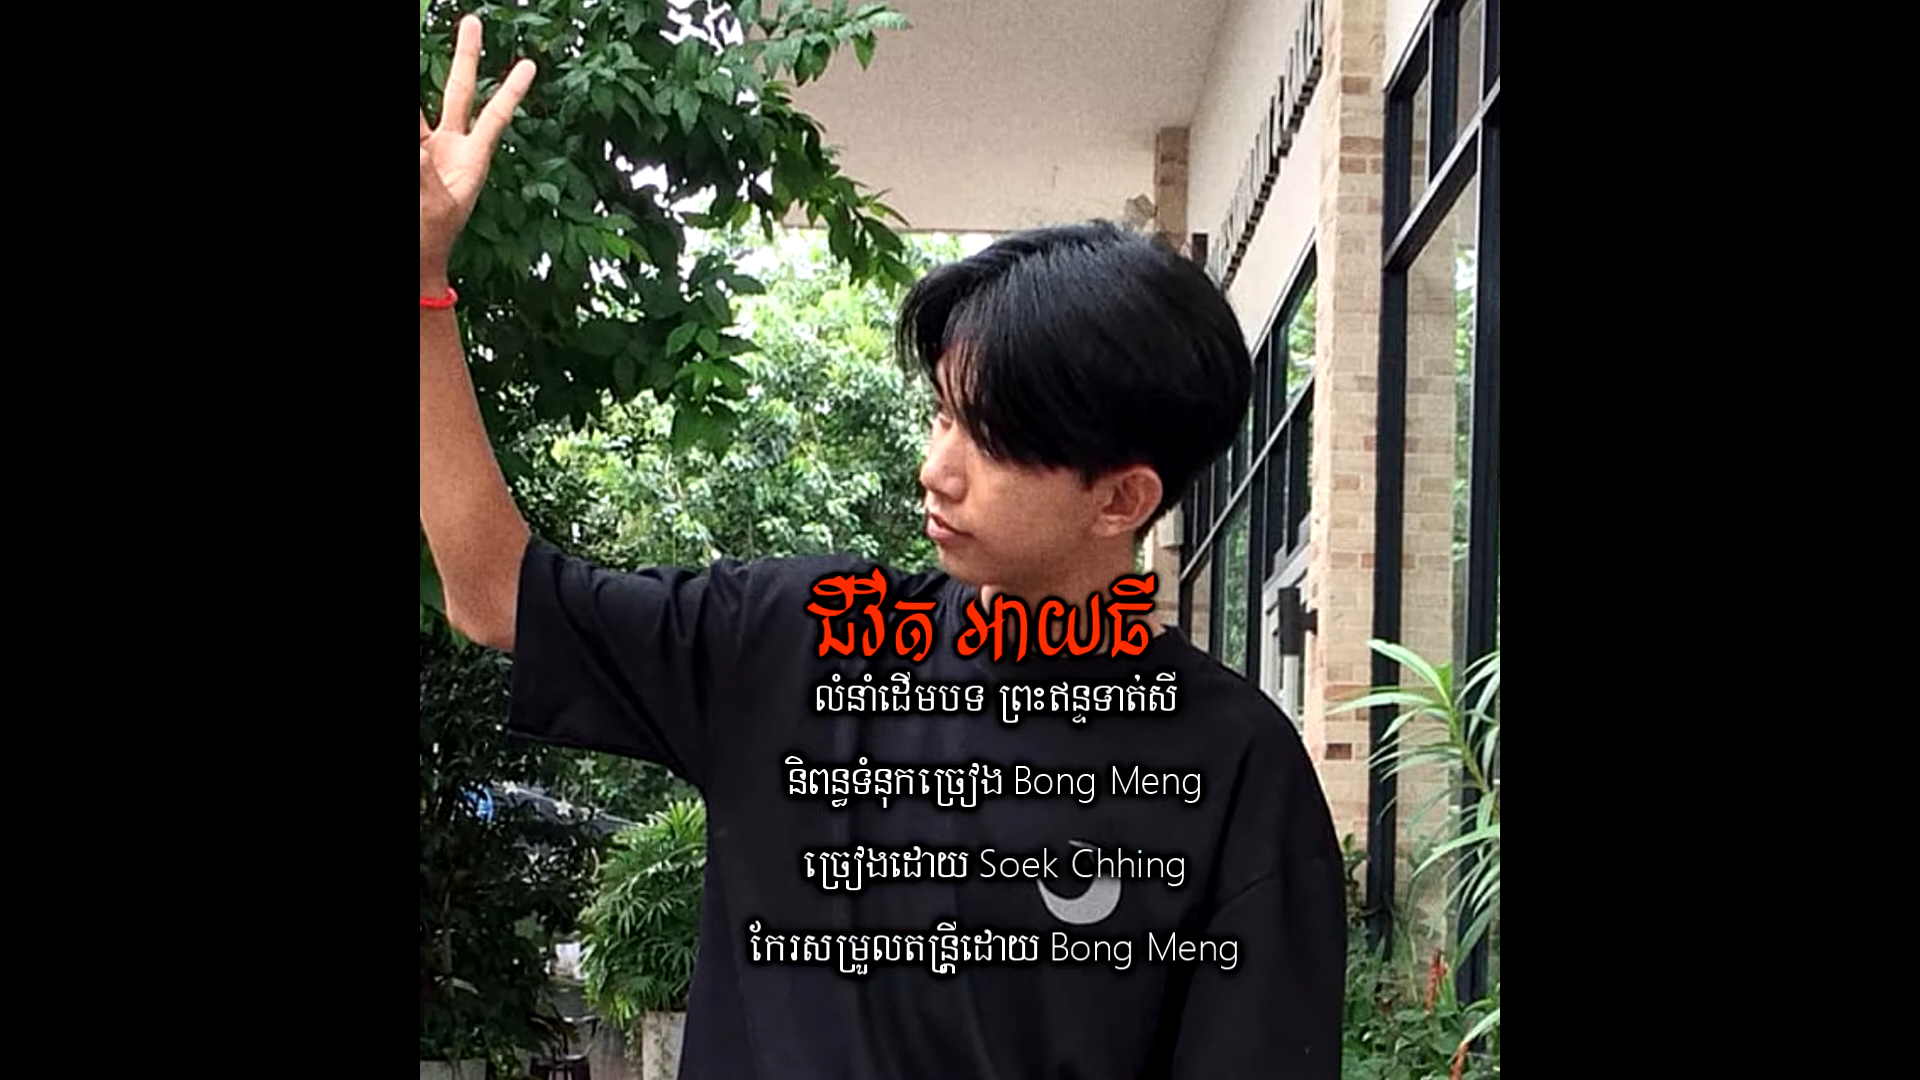 ជីវិត អាយធី
លំនាំដើមបទ ព្រះឥន្ទទាត់សី
និពន្ធទំនុកច្រៀង Bong Meng
ច្រៀងដោយ Soek Chhing
កែរសម្រួលតន្ត្រីដោយ Bong Meng